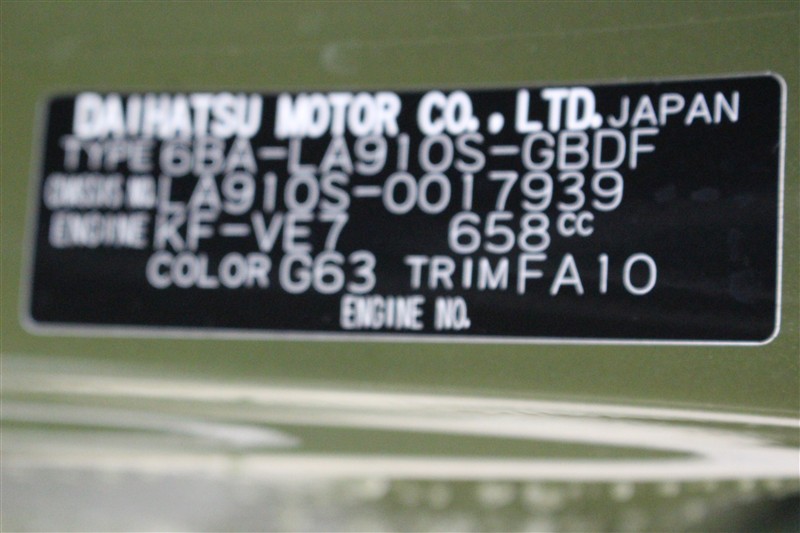 DAIHATSU MOTOR CO., LTD. JAPAN
TYPE 6BA-LA910S-GBDF
CHASSIS NO. LA910S-0017939
ENGINE KF-VE7 658cc
COLOR G63 TRIM FA10
ENGINE NO.